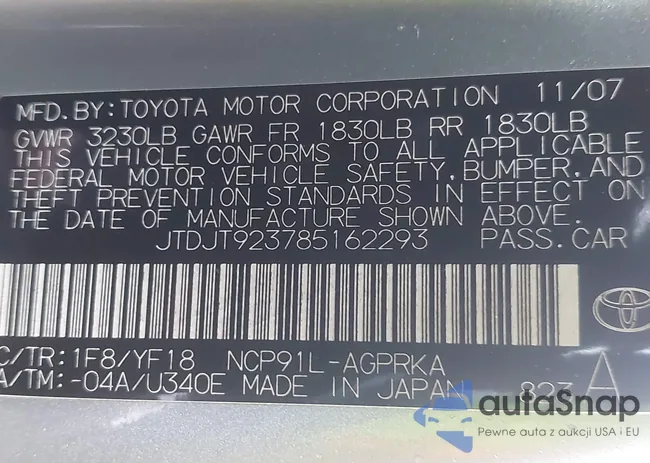 MFD.BY:TOYOTA MOTOR CORPORATION 11/07
GVWR 3230LB GAWR FR 1830LB RR 1830LB
THIS VEHICLE CONFORMS TO ALL APPLICABLE
FEDERAL MOTOR VEHICLE SAFETY,BUMPER,AND
THEFT PREVENTION STANDARDS IN EFFECT ON
THE DATE OF MANUFACTURE SHOWN ABOVE.
JTDJT923785162293 PASS.CAR
C/TR:1F8/YF18 NCP91L-AGPRKA
A/TM:-04A/U340E MADE IN JAPAN 823 A
autoSnap
Pewne auta z aukcji USA i EU